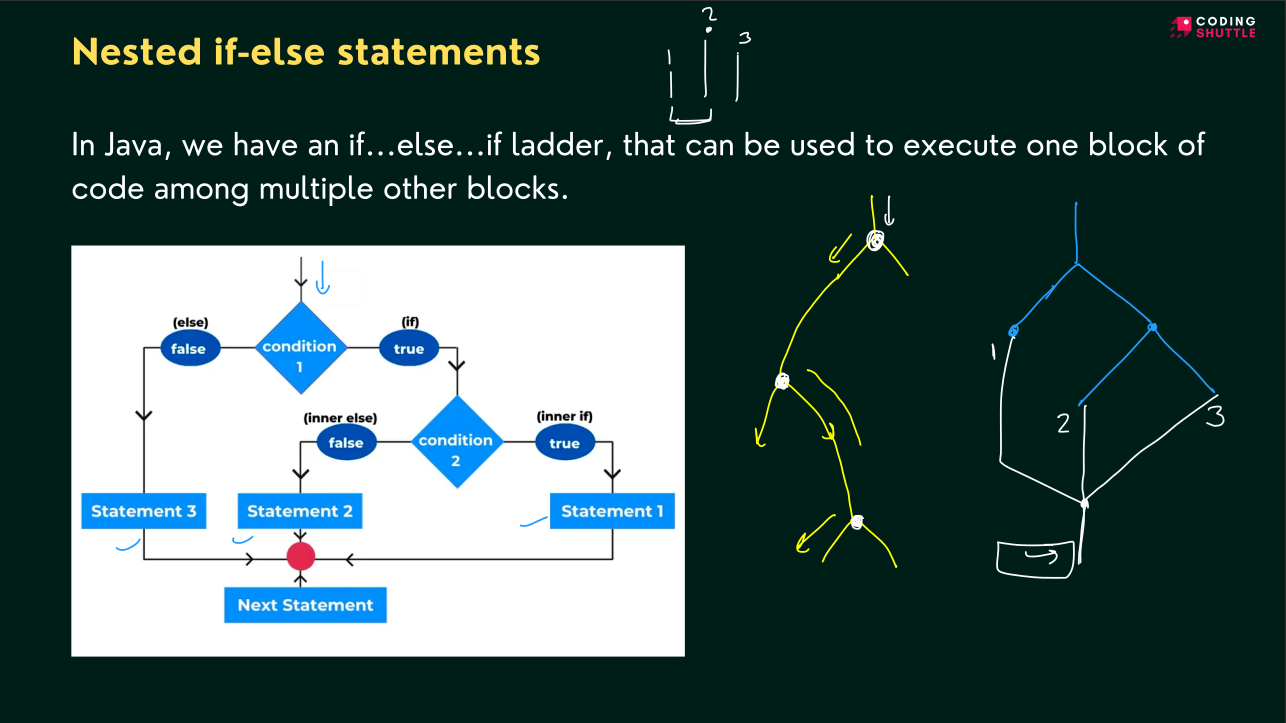 2
3
CODING
SHUTTLE
Nested if-else statements
In Java, we have an if...else...if ladder, that can be used to execute one block of
code among multiple other blocks.
(else)
(if)
false
condition
1
true
(inner else)
(inner if)
false
condition
2
true
Statement 3
Statement 2
Statement 1
Next Statement
1
2
3